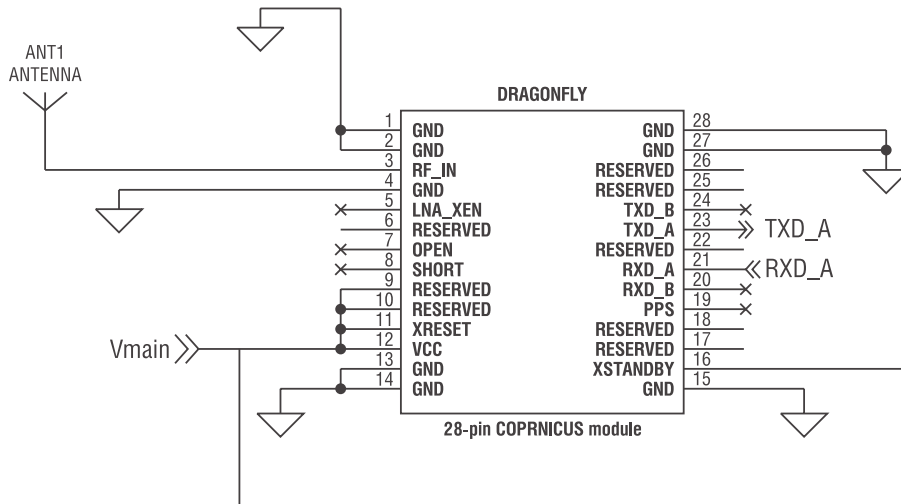 ANT1
ANTENNA
DRAGONFLY
1 GND
2 GND
3 RF_IN
4 GND
5 LNA_XEN
6 RESERVED
7 OPEN
8 SHORT
9 RESERVED
10 RESERVED
11 XRESET
12 VCC
13 GND
14 GND
Vmain
GND 28
GND 27
RESERVED 26
RESERVED 25
TXD_B 24
TXD_A 23 TXD_A
RESERVED 22
RXD_A 21 RXD_A
RXD_B 20
PPS 19
RESERVED 18
RESERVED 17
XSTANDBY 16
GND 15
28-pin COPRNICUS module